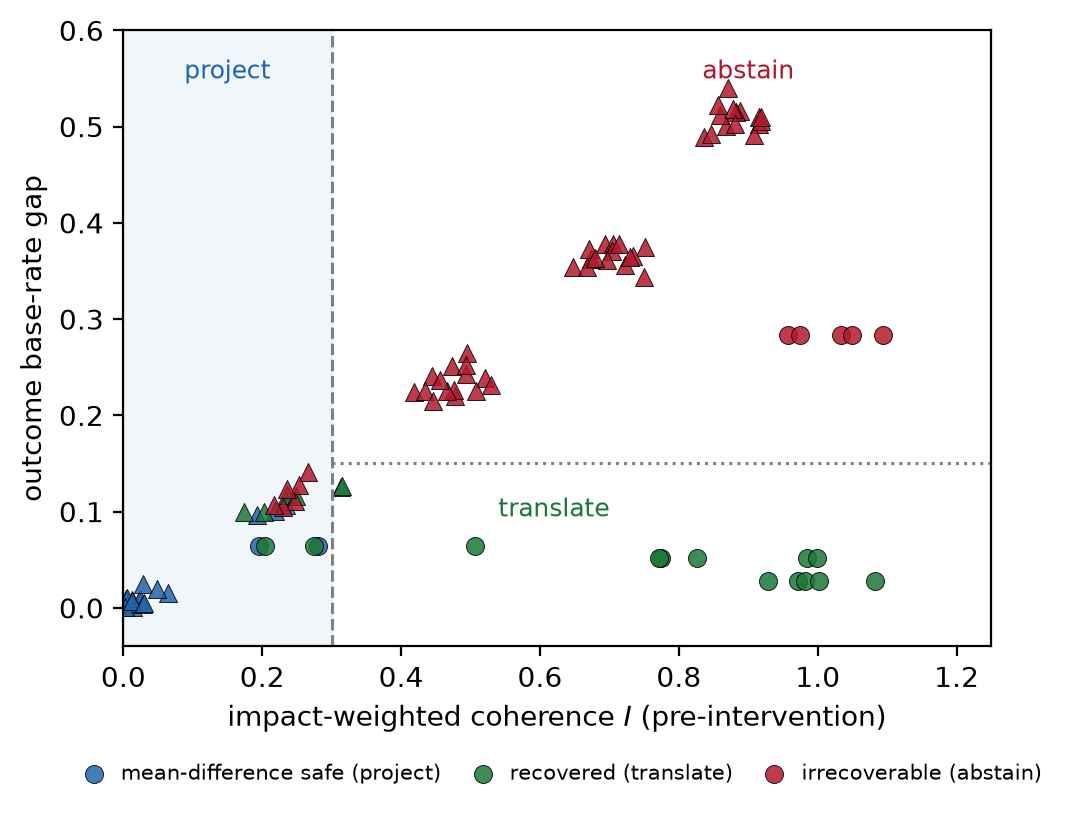 0.6
0.5
0.4
0.3
0.2
0.1
0.0
outcome base-rate gap
project
abstain
translate
0.0 0.2 0.4 0.6 0.8 1.0 1.2
impact-weighted coherence I (pre-intervention)
mean-difference safe (project) recovered (translate) irrecoverable (abstain)